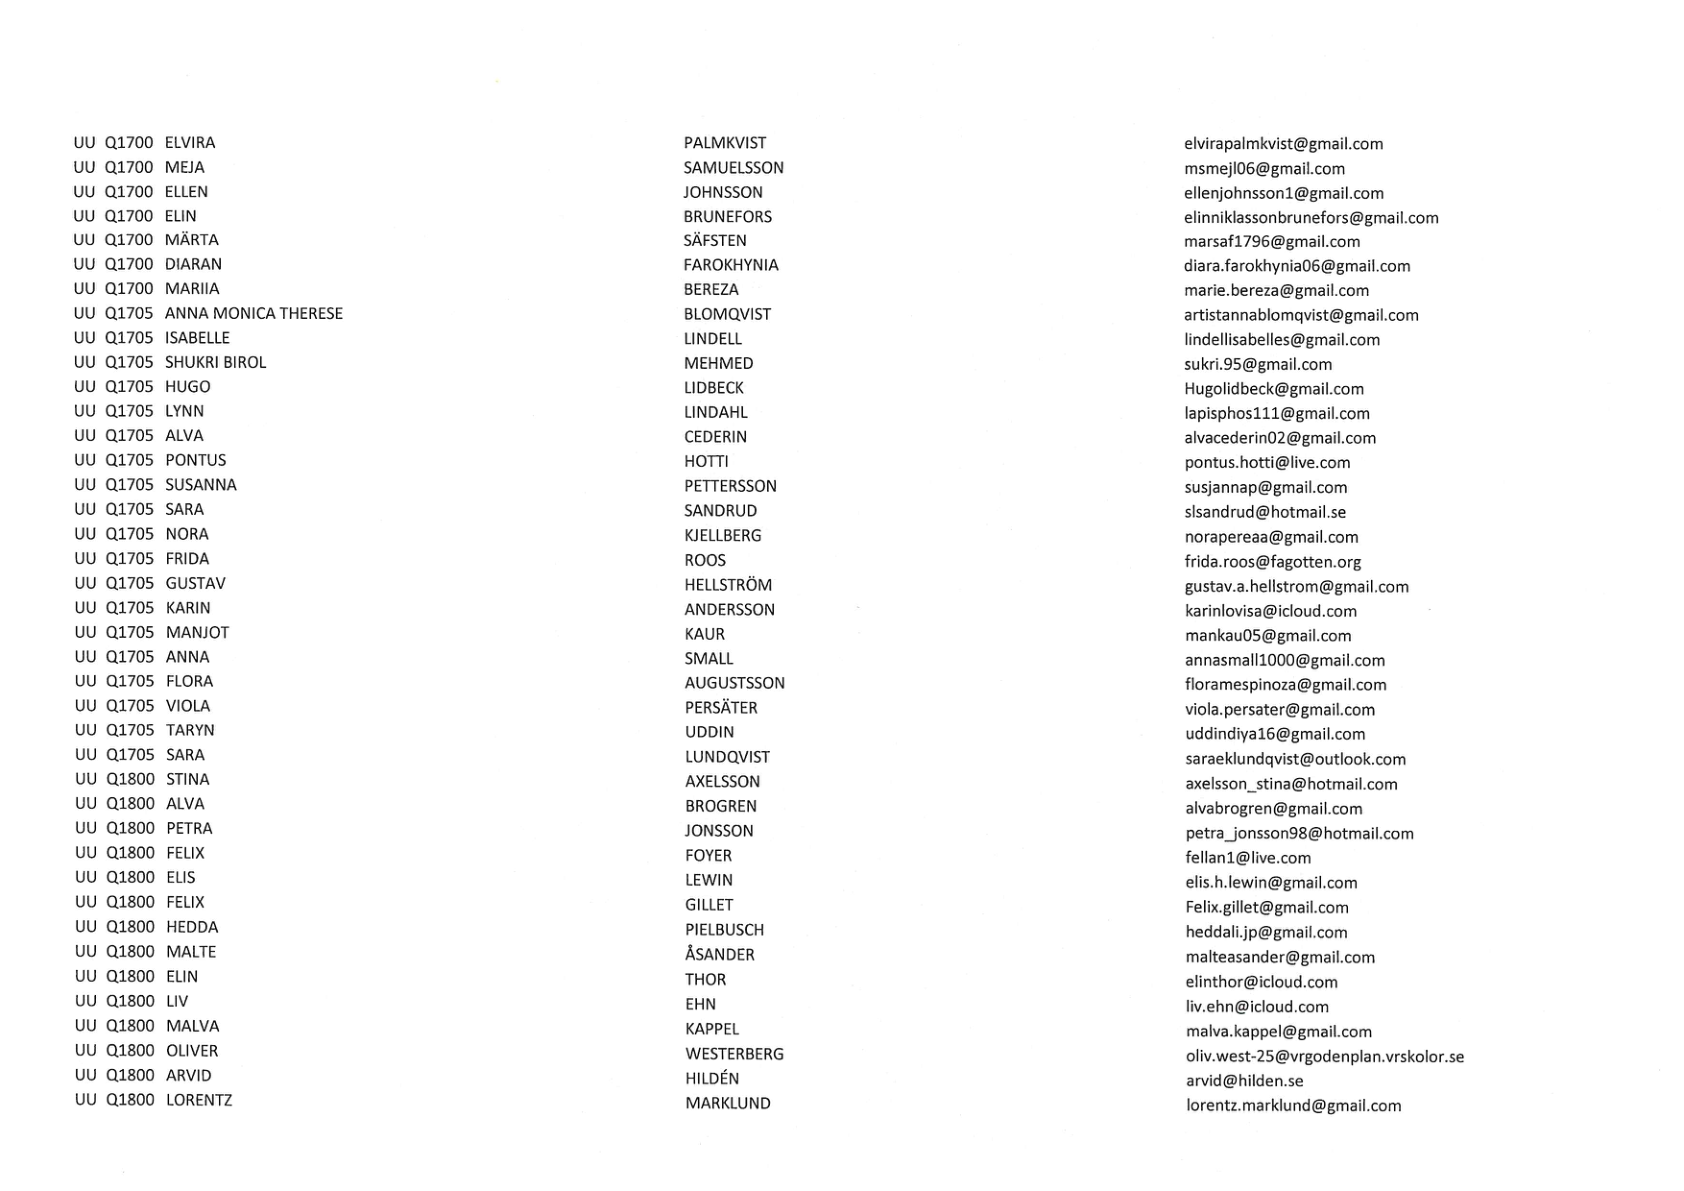 UU Q1700 ELVIRA PALMKVIST elvirapalmkvist@gmail.com
UU Q1700 MEJA SAMUELSSON msmejl06@gmail.com
UU Q1700 ELLEN JOHNSSON ellenjohnsson1@gmail.com
UU Q1700 ELIN BRUNEFORS elinniklassonbrunefors@gmail.com
UU Q1700 MÄRTA SÄFSTEN marsaf1796@gmail.com
UU Q1700 DIARAN FAROKHYNIA diara.farokhynia06@gmail.com
UU Q1700 MARIIA BEREZA marie.bereza@gmail.com
UU Q1705 ANNA MONICA THERESE BLOMQVIST artistannablomqvist@gmail.com
UU Q1705 ISABELLE LINDELL lindellisabelles@gmail.com
UU Q1705 SHUKRI BIROL MEHMED sukri.95@gmail.com
UU Q1705 HUGO LIDBECK Hugolidbeck@gmail.com
UU Q1705 LYNN LINDAHL lapisphos111@gmail.com
UU Q1705 ALVA CEDERIN alvacederin02@gmail.com
UU Q1705 PONTUS HOTTI pontus.hotti@live.com
UU Q1705 SUSANNA PETTERSSON susjannap@gmail.com
UU Q1705 SARA SANDRUD slsandrud@hotmail.se
UU Q1705 NORA KJELLBERG norapereaa@gmail.com
UU Q1705 FRIDA ROOS frida.roos@fagotten.org
UU Q1705 GUSTAV HELLSTRÖM gustav.a.hellstrom@gmail.com
UU Q1705 KARIN ANDERSSON karinlovisa@icloud.com
UU Q1705 MANJOT KAUR mankau05@gmail.com
UU Q1705 ANNA SMALL annasmall1000@gmail.com
UU Q1705 FLORA AUGUSTSSON floramespinoza@gmail.com
UU Q1705 VIOLA PERSÄTER viola.persater@gmail.com
UU Q1705 TARYN UDDIN uddindiya16@gmail.com
UU Q1705 SARA LUNDQVIST saraeklundqvist@outlook.com
UU Q1800 STINA AXELSSON axelsson_stina@hotmail.com
UU Q1800 ALVA BROGREN alvabrogren@gmail.com
UU Q1800 PETRA JONSSON petra_jonsson98@hotmail.com
UU Q1800 FELIX FOYER fellan1@live.com
UU Q1800 ELIS LEWIN elis.h.lewin@gmail.com
UU Q1800 FELIX GILLET Felix.gillet@gmail.com
UU Q1800 HEDDA PIELBUSCH heddali.jp@gmail.com
UU Q1800 MALTE ÅSANDER malteasander@gmail.com
UU Q1800 ELIN THOR elinthor@icloud.com
UU Q1800 LIV EHN liv.ehn@icloud.com
UU Q1800 MALVA KAPPEL malva.kappel@gmail.com
UU Q1800 OLIVER WESTERBERG oliv.west-25@vrgodenplan.vrskolor.se
UU Q1800 ARVID HILDÉN arvid@hilden.se
UU Q1800 LORENTZ MARKLUND lorentz.marklund@gmail.com